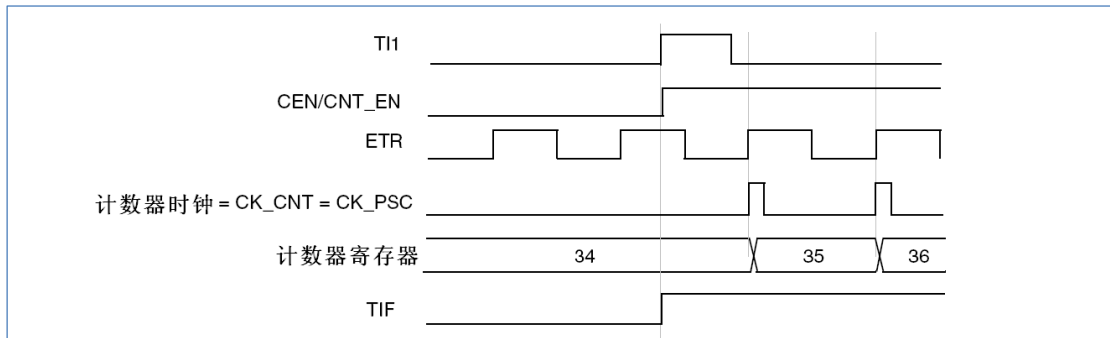 TI1
CEN/CNT_EN
ETR
计数器时钟 = CK_CNT = CK_PSC
计数器寄存器 34 35 36
TIF